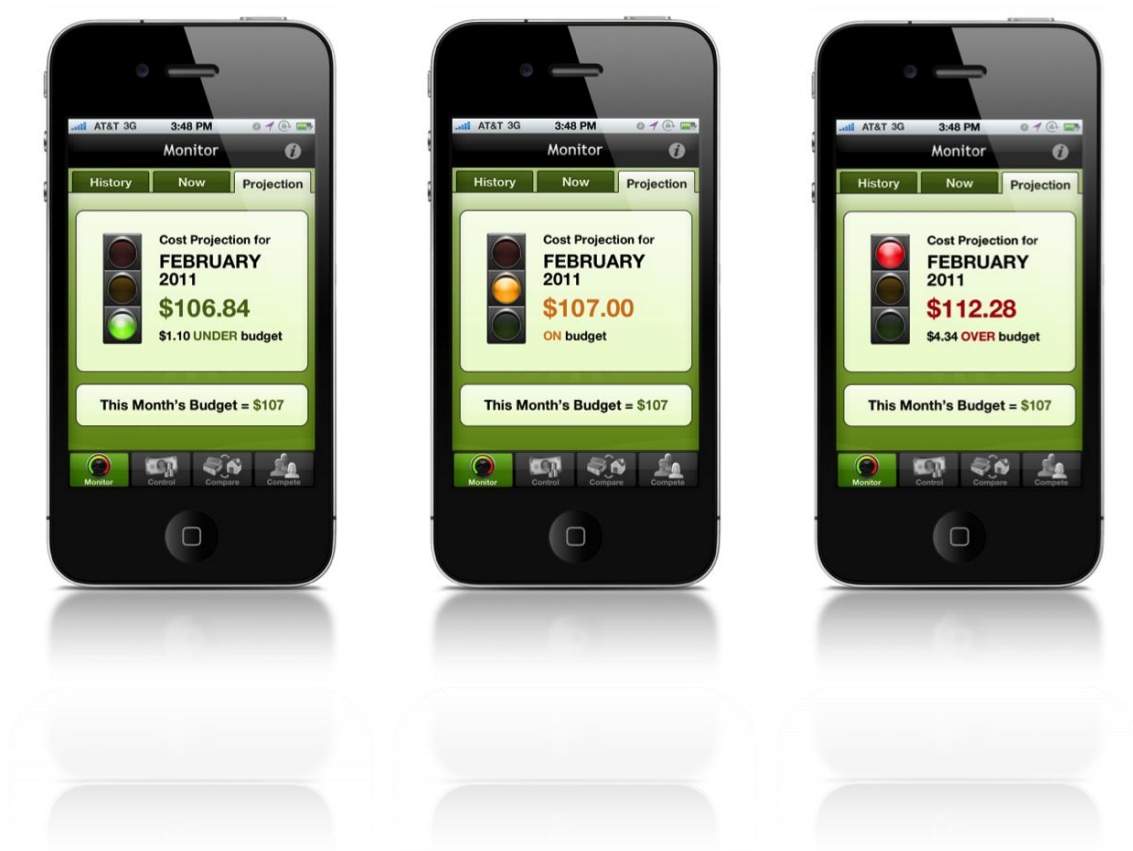 AT&T 3G 3:48 PM
Monitor
History Now Projection
Cost Projection for
FEBRUARY
2011
$106.84
$1.10 UNDER budget
This Month's Budget = $107
Monitor Control Compare Compete
AT&T 3G 3:48 PM
Monitor
History Now Projection
Cost Projection for
FEBRUARY
2011
$107.00
ON budget
This Month's Budget = $107
Monitor Control Compare Compete
AT&T 3G 3:48 PM
Monitor
History Now Projection
Cost Projection for
FEBRUARY
2011
$112.28
$4.34 OVER budget
This Month's Budget = $107
Monitor Control Compare Compete